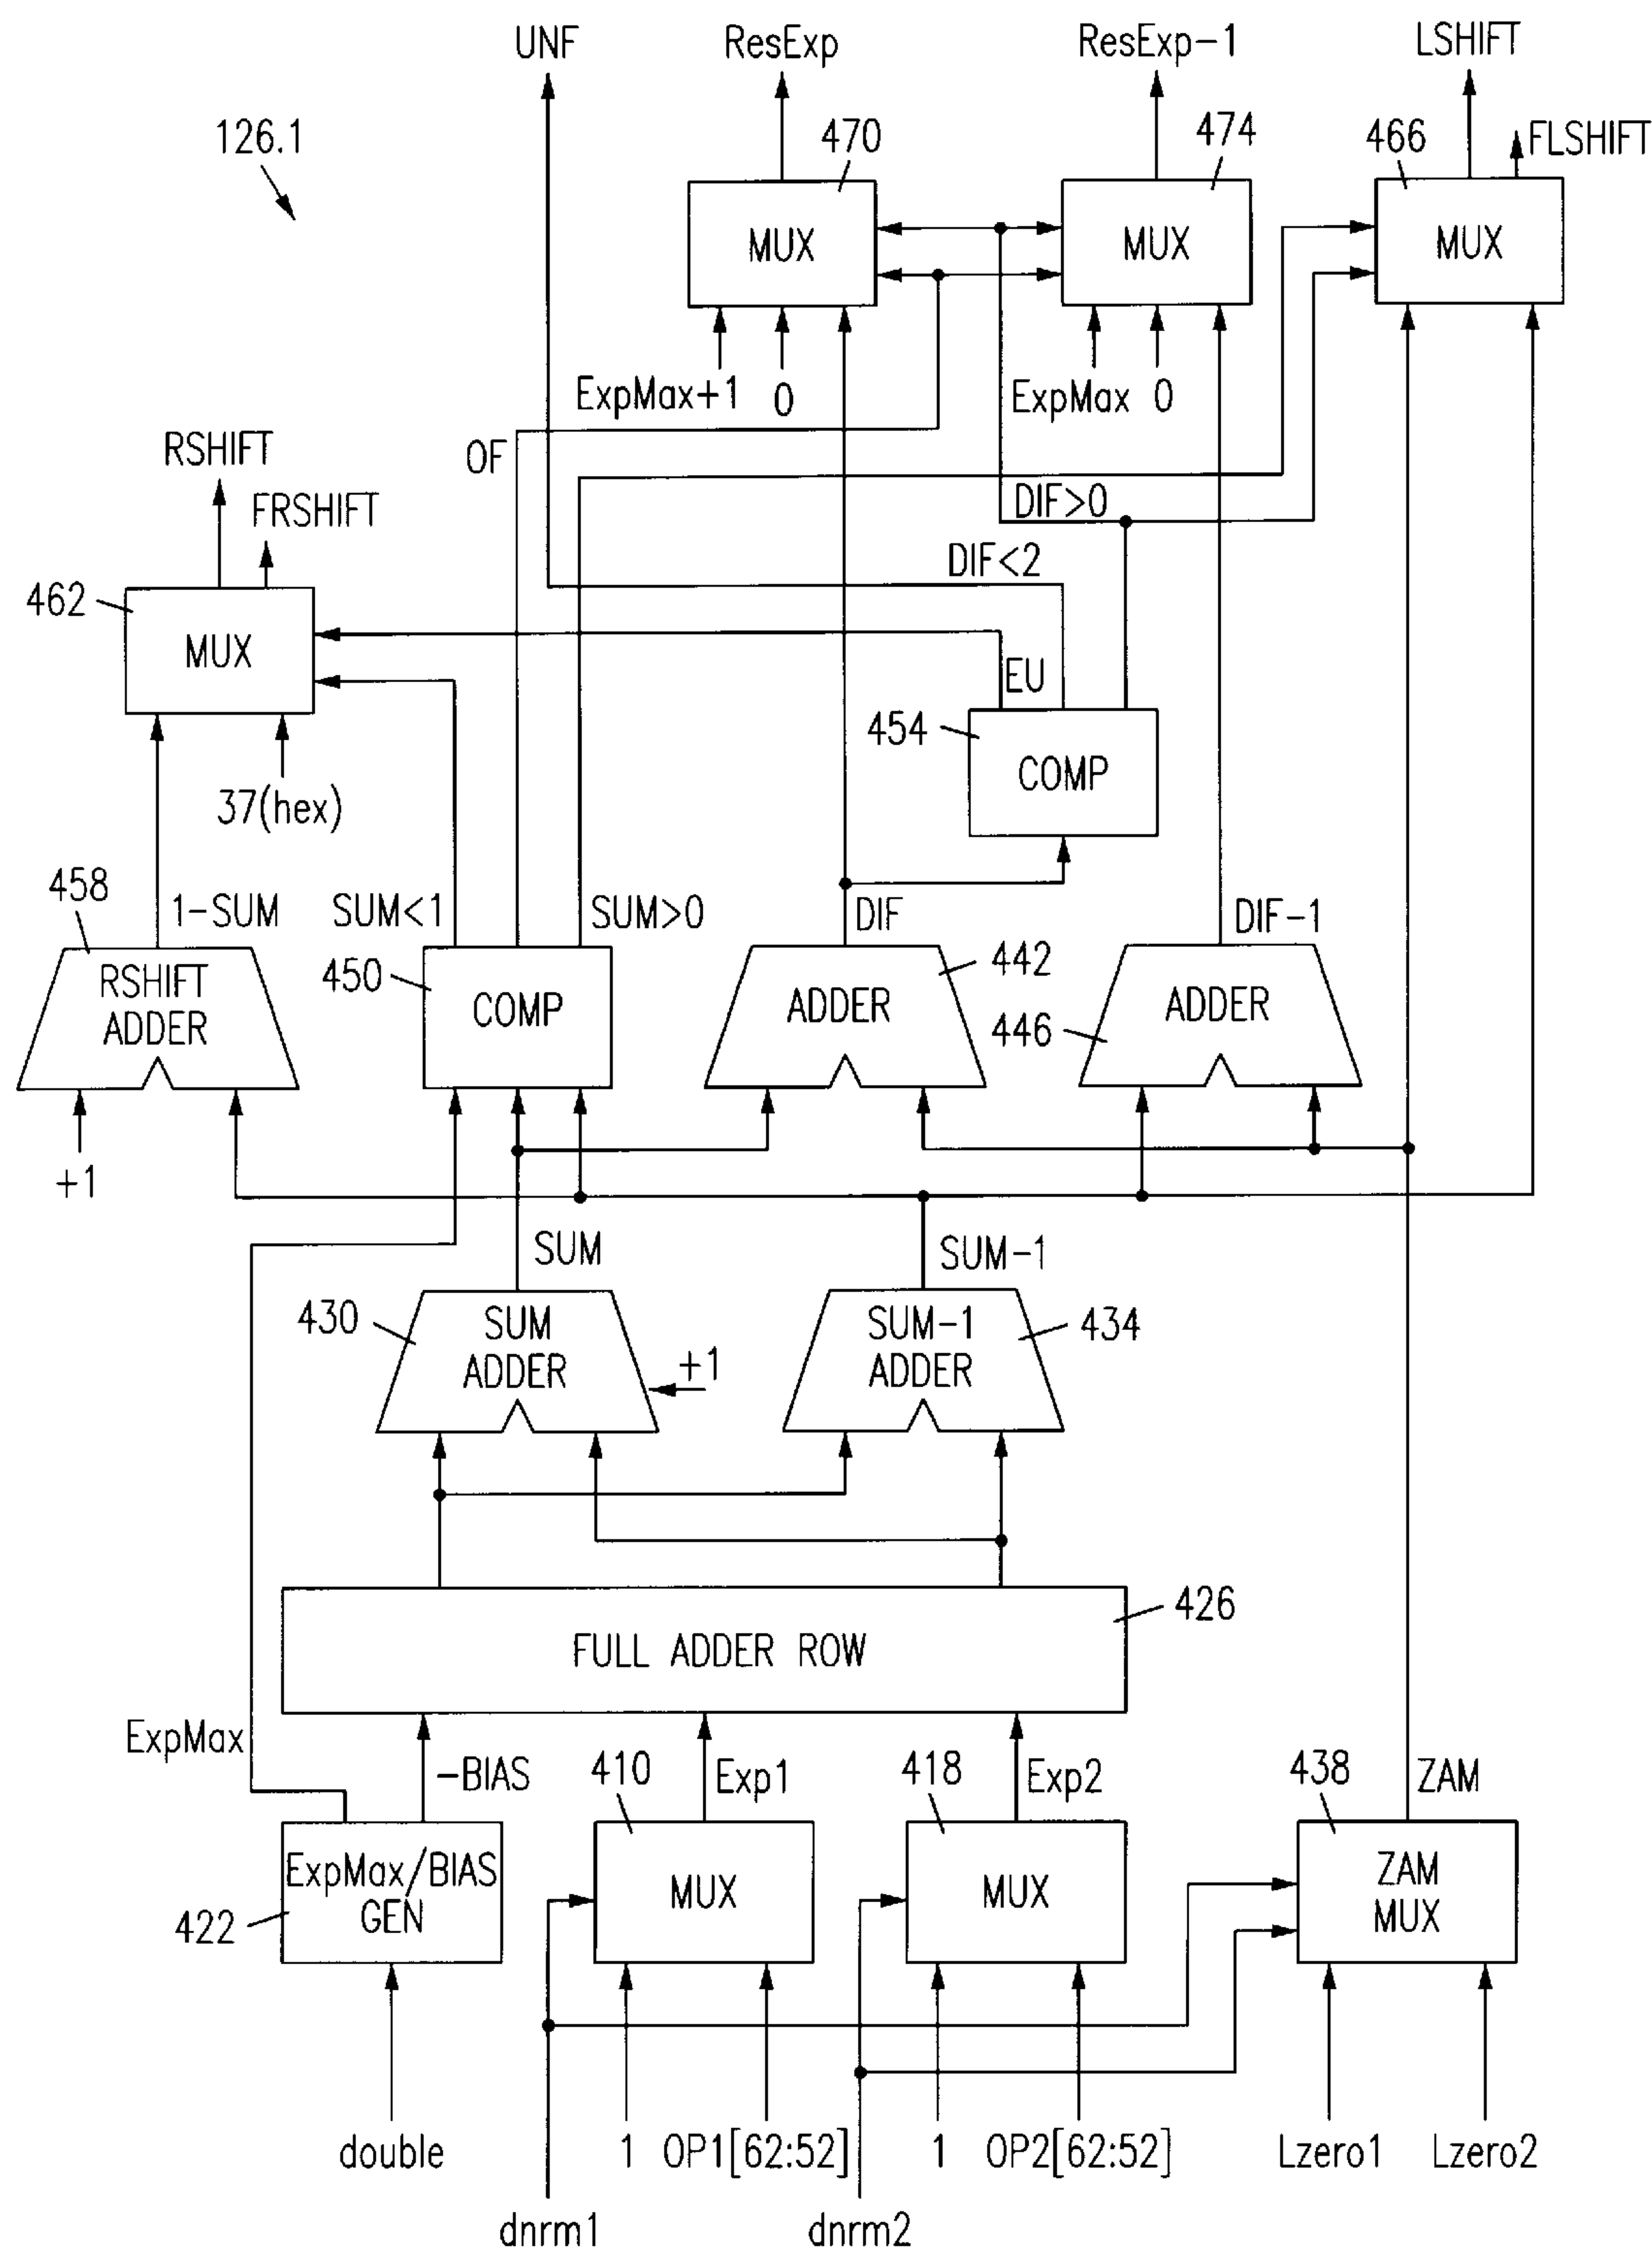 UNF
ResExp
ResExp-1
LSHIFT
126.1
470
474
466
FLSHIFT
MUX
MUX
MUX
ExpMax+1
0
ExpMax
0
OF
RSHIFT
FRSHIFT
DIF>0
DIF<2
462
MUX
EU
454
COMP
37(hex)
458
1-SUM
SUM<1
SUM>0
DIF
DIF-1
RSHIFT
ADDER
450
COMP
ADDER
442
446
ADDER
+1
SUM
SUM-1
430
SUM
ADDER
+1
SUM-1
ADDER
434
426
FULL ADDER ROW
ExpMax
-BIAS
410
Exp1
418
Exp2
438
ZAM
ExpMax/BIAS
GEN
422
MUX
MUX
ZAM
MUX
double
1
OP1[62:52]
1
OP2[62:52]
Lzero1
Lzero2
dnrm1
dnrm2